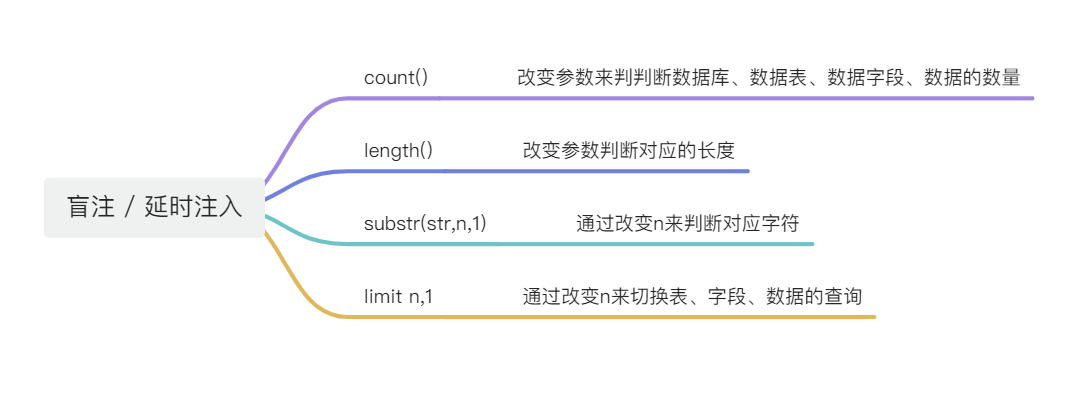 count() 改变参数来判判断数据库、数据表、数据字段、数据的数量
length() 改变参数判断对应的长度
盲注 / 延时注入
substr(str,n,1) 通过改变n来判断对应字符
limit n,1 通过改变n来切换表、字段、数据的查询